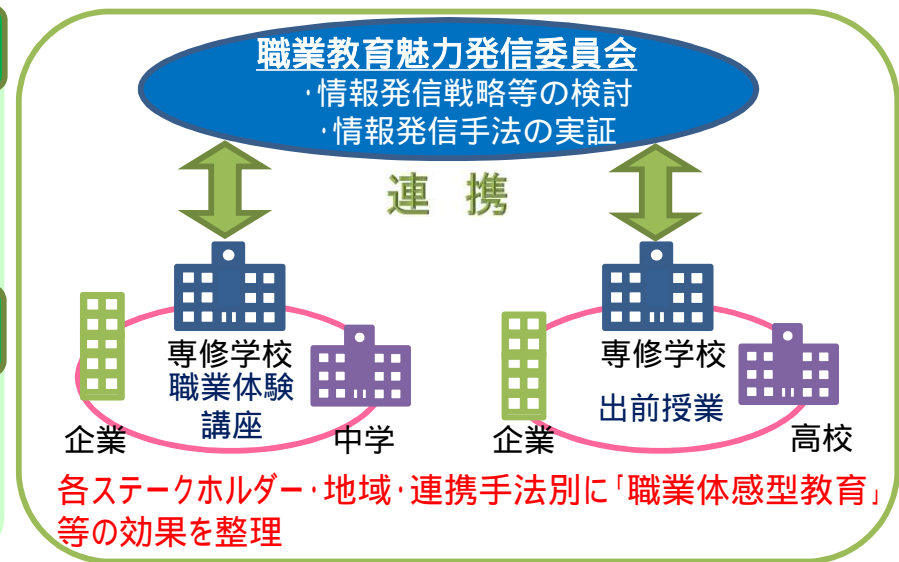 職業教育魅力発信委員会
・情報発信戦略等の検討
・情報発信手法の実証
連 携
専修学校
職業体験
講座
企業
中学
専修学校
出前授業
企業
高校
各ステークホルダー・地域・連携手法別に「職業体感型教育」
等の効果を整理